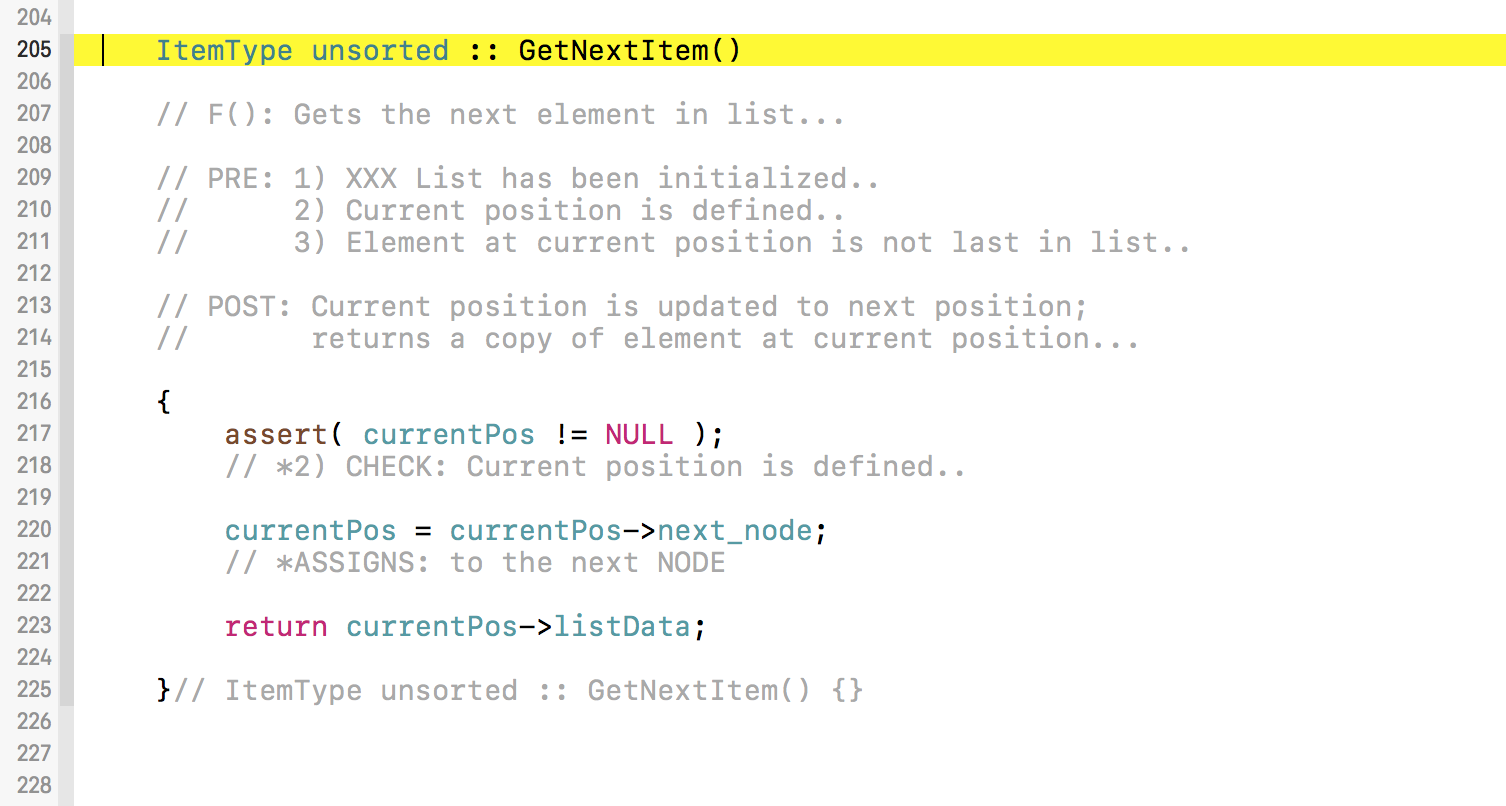 204
205 ItemType unsorted :: GetNextItem()
206
207 // F(): Gets the next element in list...
208
209 // PRE: 1) XXX List has been initialized..
210 //      2) Current position is defined..
211 //      3) Element at current position is not last in list..
212
213 // POST: Current position is updated to next position;
214 //       returns a copy of element at current position...
215
216 {
217     assert( currentPos != NULL );
218     // *2) CHECK: Current position is defined..
219
220     currentPos = currentPos->next_node;
221     // *ASSIGNS: to the next NODE
222
223     return currentPos->listData;
224
225 }// ItemType unsorted :: GetNextItem() {}
226
227
228